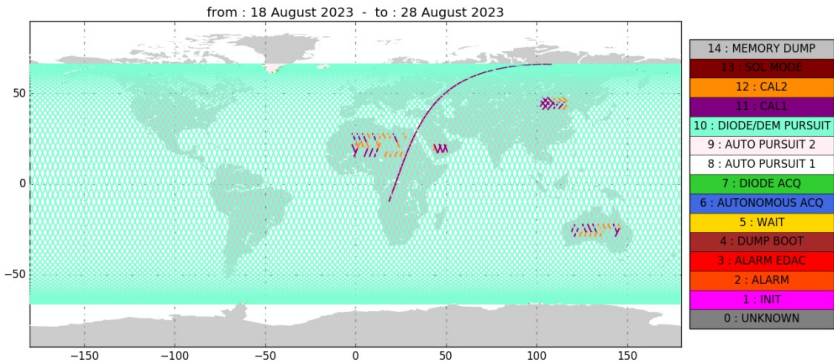 from : 18 August 2023 - to : 28 August 2023
50
0
−50
−150
−100
−50
0
50
100
150
14 : MEMORY DUMP
13 : SOL MODE
12 : CAL2
11 : CAL1
10 : DIODE/DEM PURSUIT
9 : AUTO PURSUIT 2
8 : AUTO PURSUIT 1
7 : DIODE ACQ
6 : AUTONOMOUS ACQ
5 : WAIT
4 : DUMP BOOT
3 : ALARM EDAC
2 : ALARM
1 : INIT
0 : UNKNOWN